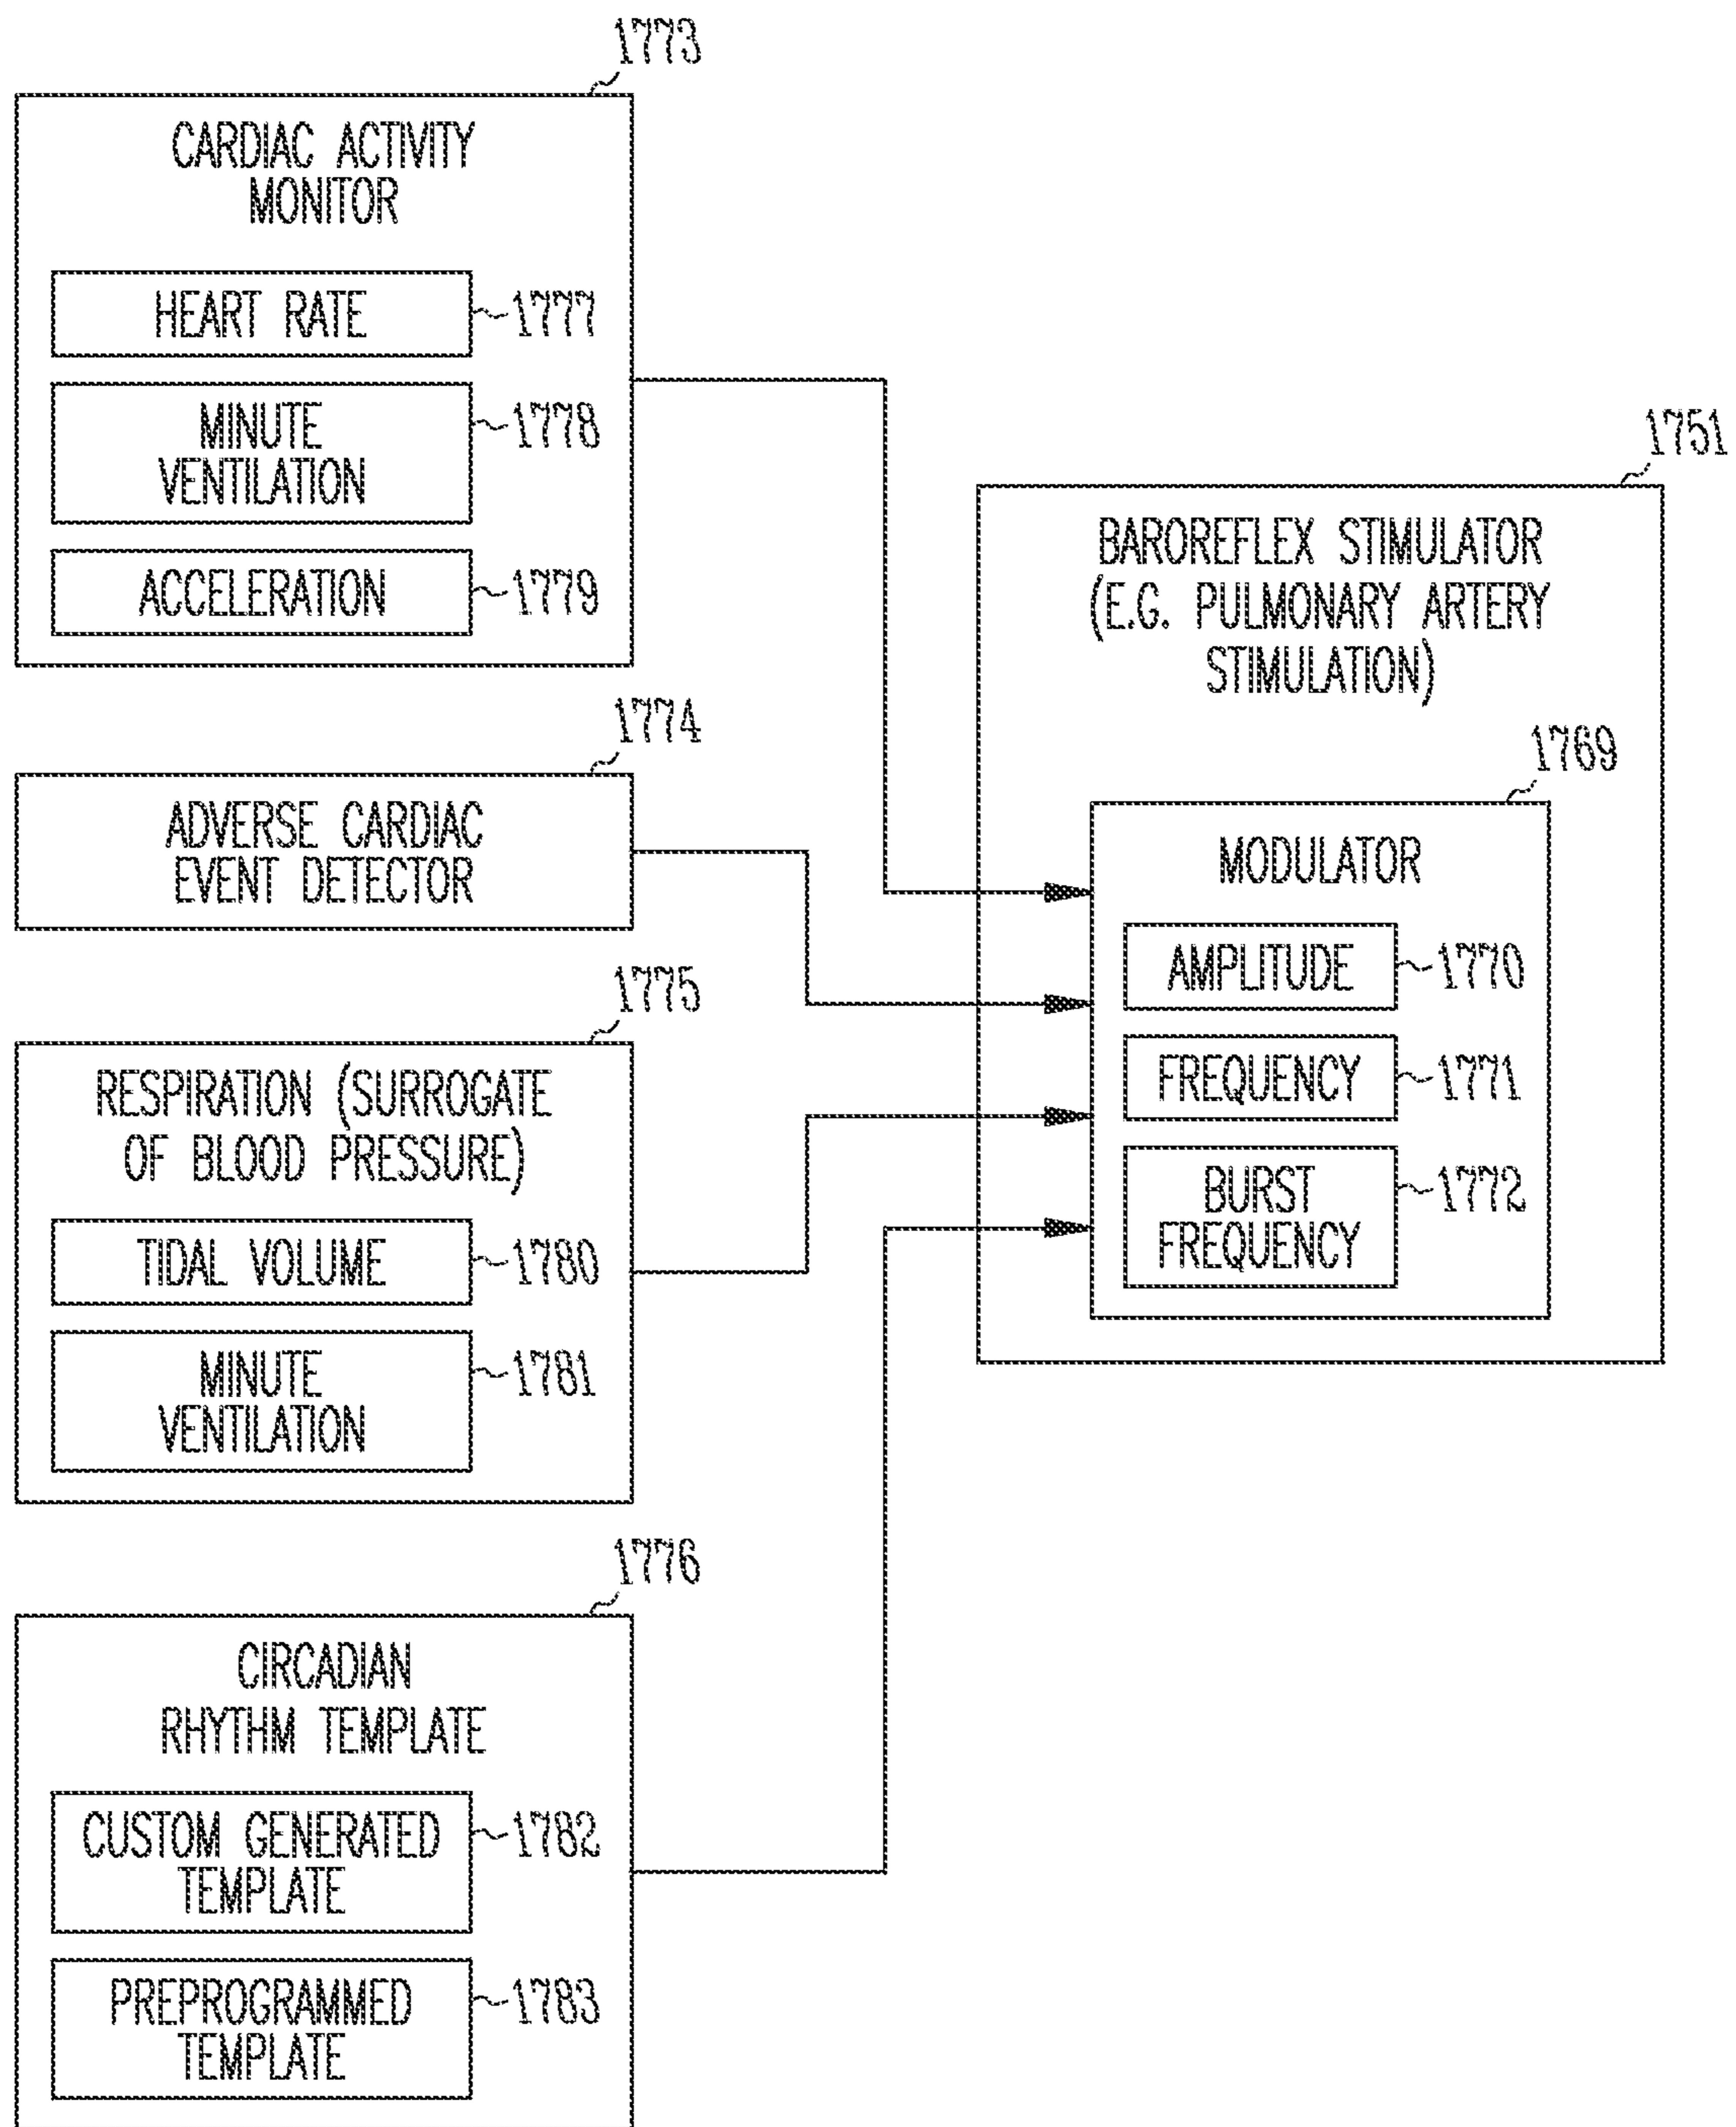 1773
CARDIAC ACTIVITY
MONITOR
HEART RATE
1777
MINUTE
VENTILATION
1778
ACCELERATION
1779
1774
ADVERSE CARDIAC
EVENT DETECTOR
1775
RESPIRATION (SURROGATE
OF BLOOD PRESSURE)
TIDAL VOLUME
1780
MINUTE
VENTILATION
1781
1776
CIRCADIAN
RHYTHM TEMPLATE
CUSTOM GENERATED
TEMPLATE
1782
PREPROGRAMMED
TEMPLATE
1783
1751
BAROREFLEX STIMULATOR
(E.G. PULMONARY ARTERY
STIMULATION)
1769
MODULATOR
AMPLITUDE
1770
FREQUENCY
1771
BURST
FREQUENCY
1772